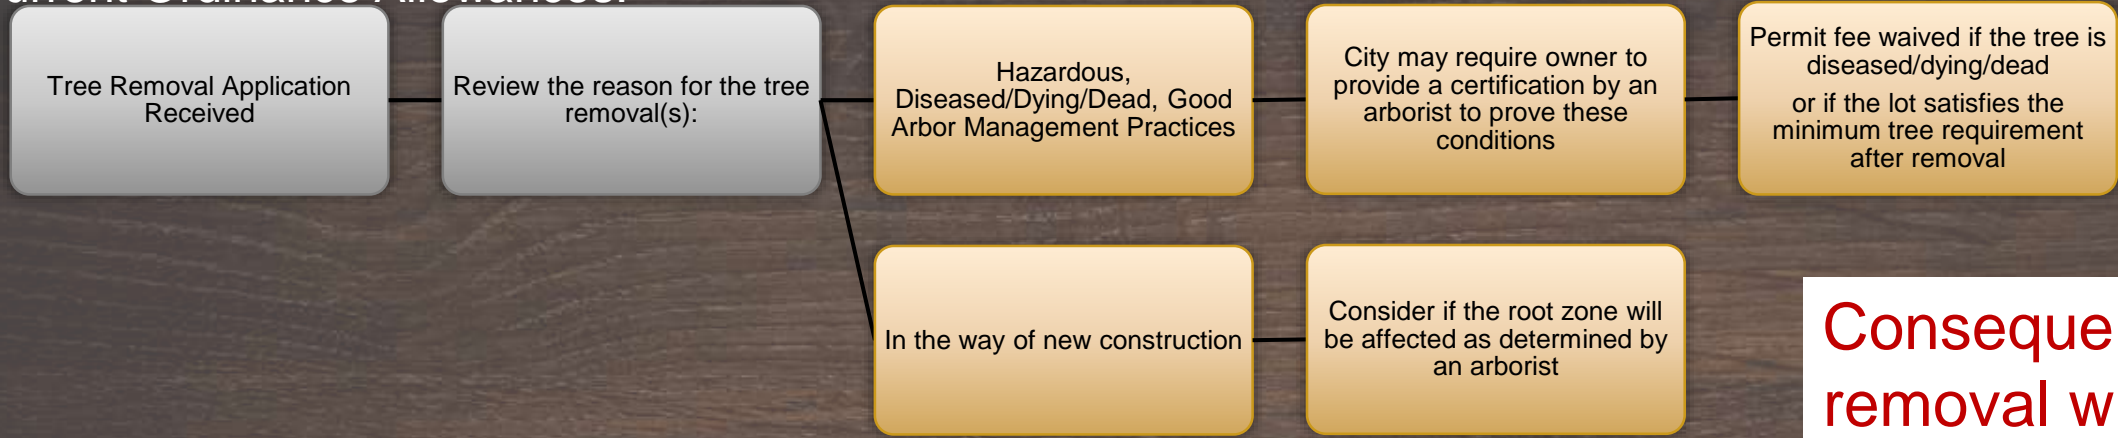 Ordinance Allowances:
Tree Removal Application
Received
Review the reason for the tree
removal(s):
Hazardous,
Diseased/Dying/Dead, Good
Arbor Management Practices
City may require owner to
provide a certification by an
arborist to prove these
conditions
Permit fee waived if the tree is
diseased/dying/dead
or if the lot satisfies the
minimum tree requirement
after removal
In the way of new construction
Consider if the root zone will
be affected as determined by
an arborist
removal